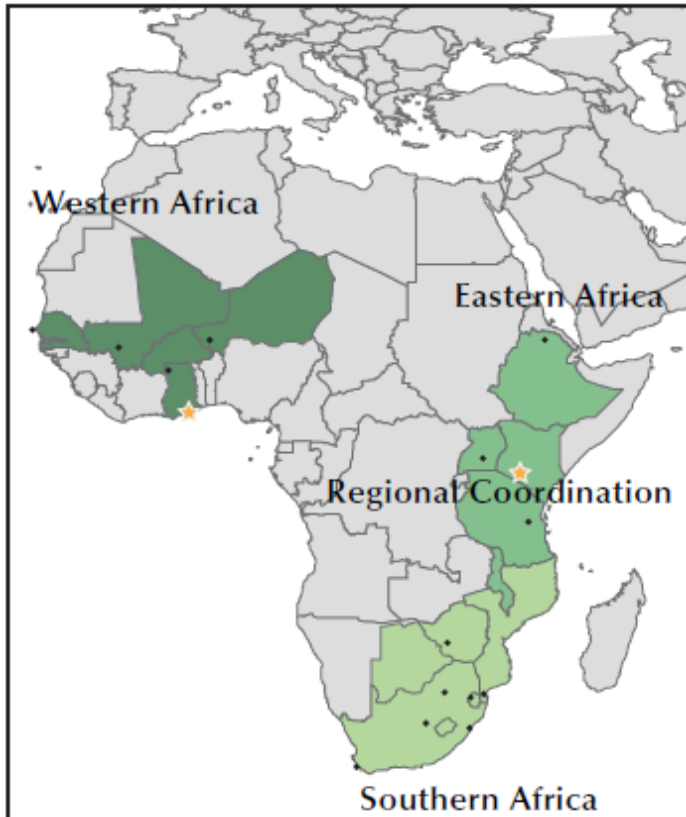 Western Africa
Eastern Africa
Regional Coordination
Southern Africa